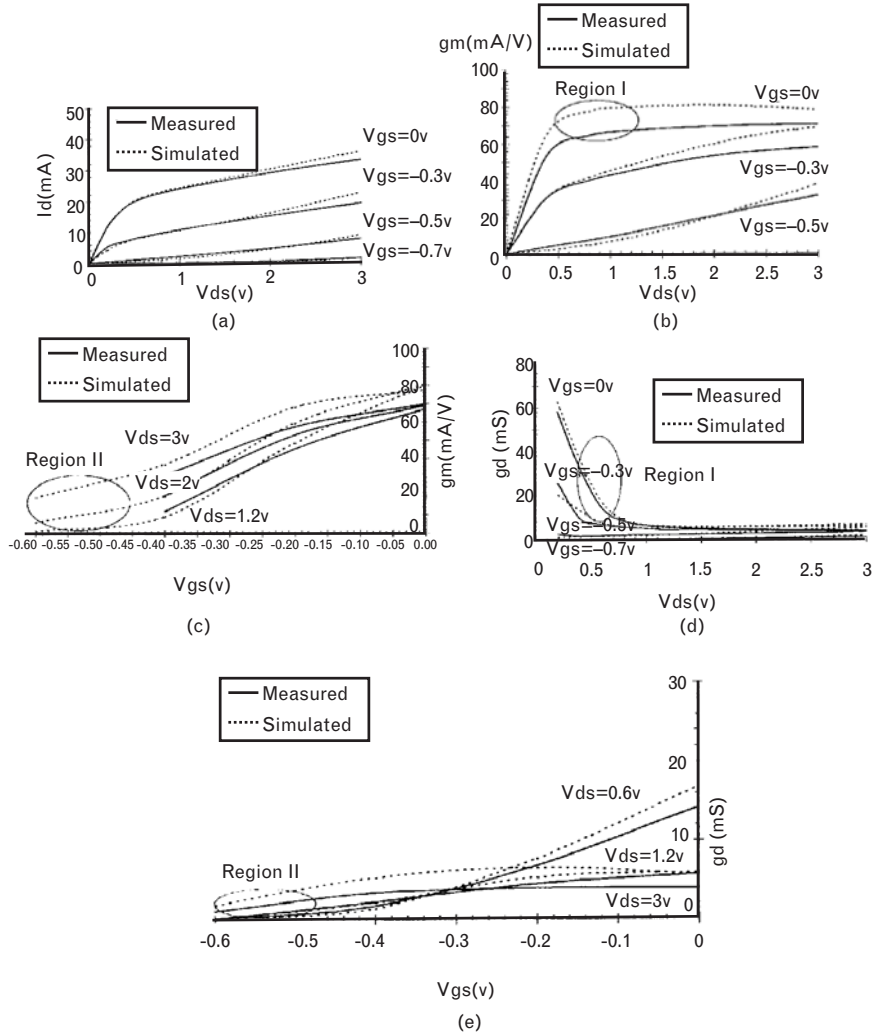 Measured
Simulated
50
40
30
20
10
0
Id(mA)
Vgs=0v
Vgs=–0.3v
Vgs=–0.5v
Vgs=–0.7v
0
1
2
3
Vds(v)
(a)
gm(mA/V)
Measured
Simulated
100
80
60
40
20
0
Region I
Vgs=0v
Vgs=–0.3v
Vgs=–0.5v
0
0.5
1
1.5
2
2.5
3
Vds(v)
(b)
Measured
Simulated
100
80
60
40
20
0
gm(mA/V)
Vds=3v
Region II
Vds=2v
Vds=1.2v
-0.60
-0.55
-0.50
-0.45
-0.40
-0.35
-0.30
-0.25
-0.20
-0.15
-0.10
-0.05
0.00
Vgs(v)
(c)
80
60
40
20
0
gd (mS)
Vgs=0v
Measured
Simulated
Vgs=–0.3v
Region I
Vgs=–0.5v
Vgs=–0.7v
0
0.5
1
1.5
2
2.5
3
Vds(v)
(d)
Measured
Simulated
30
20
10
0
gd (mS)
Vds=0.6v
Vds=1.2v
Vds=3v
Region II
-0.6
-0.5
-0.4
-0.3
-0.2
-0.1
0
Vgs(v)
(e)